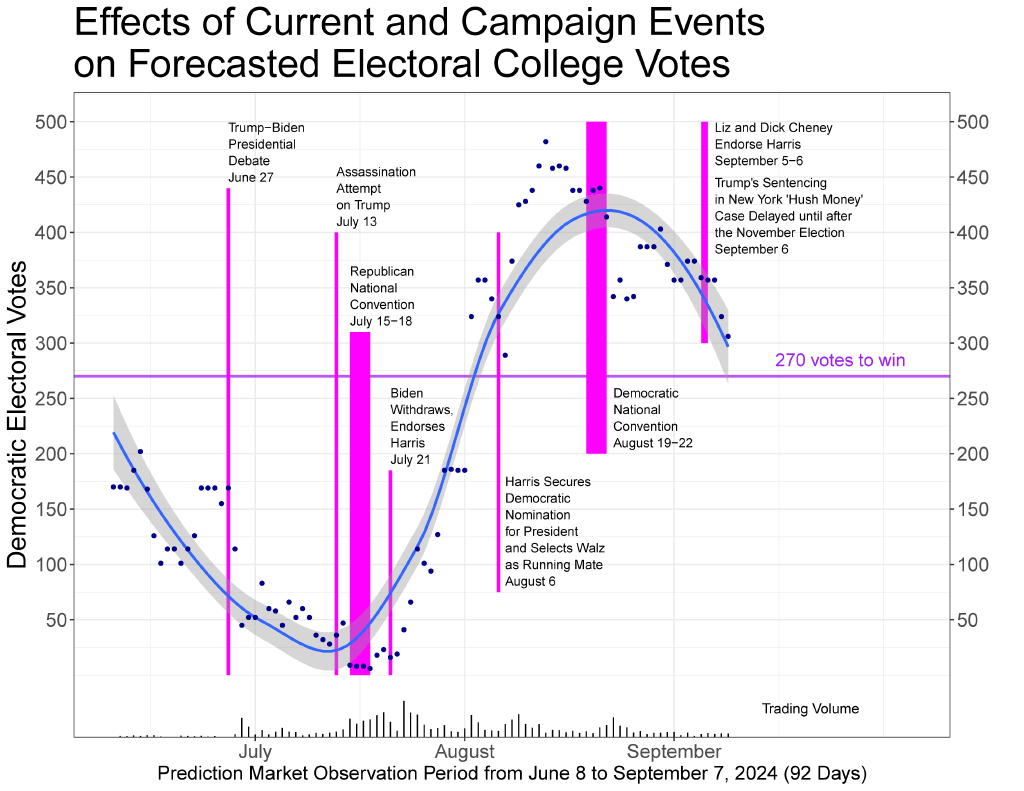 Effects of Current and Campaign Events
on Forecasted Electoral College Votes
Democratic Electoral Votes
500
450
400
350
300
250
200
150
100
50
500
450
400
350
300
250
200
150
100
50
Trump−Biden
Presidential
Debate
June 27
Assassination
Attempt
on Trump
July 13
Republican
National
Convention
July 15−18
Biden
Withdraws,
Endorses
Harris
July 21
Harris Secures
Democratic
Nomination
for President
and Selects Walz
as Running Mate
August 6
Democratic
National
Convention
August 19−22
Liz and Dick Cheney
Endorse Harris
September 5−6
Trump's Sentencing
in New York 'Hush Money'
Case Delayed until after
the November Election
September 6
270 votes to win
Trading Volume
July
August
September
Prediction Market Observation Period from June 8 to September 7, 2024 (92 Days)